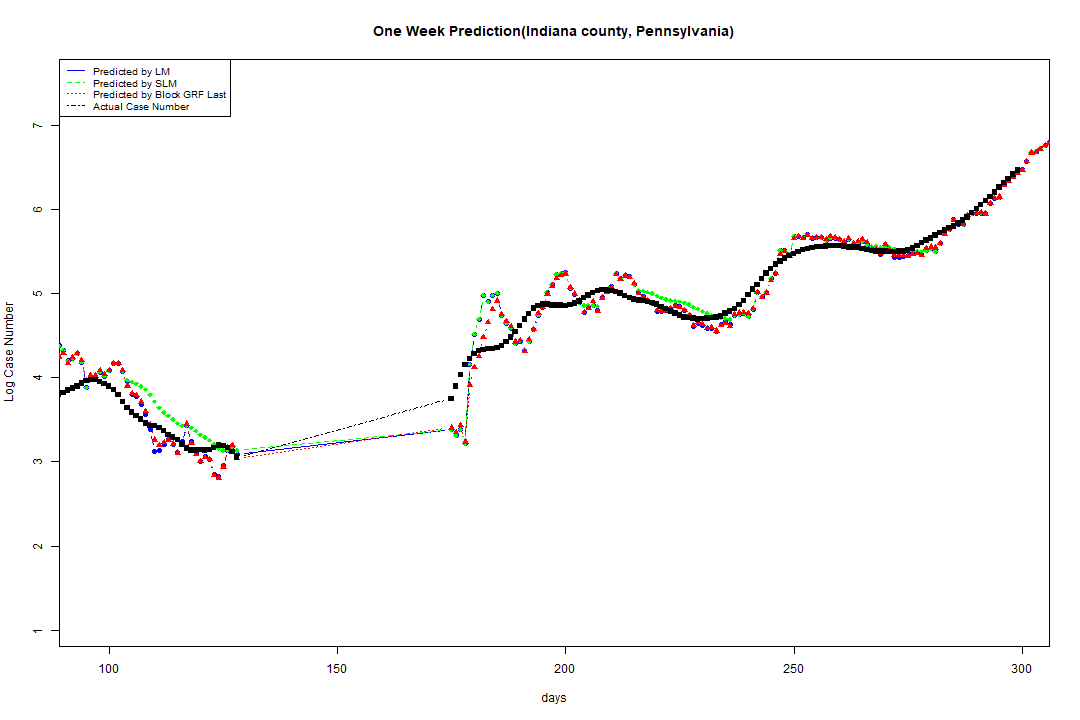 One Week Prediction(Indiana county, Pennsylvania)
Predicted by LM
Predicted by SLM
Predicted by Block GRF Last
Actual Case Number
7
6
5
4
3
2
1
Log Case Number
100 150 200 250 300
days